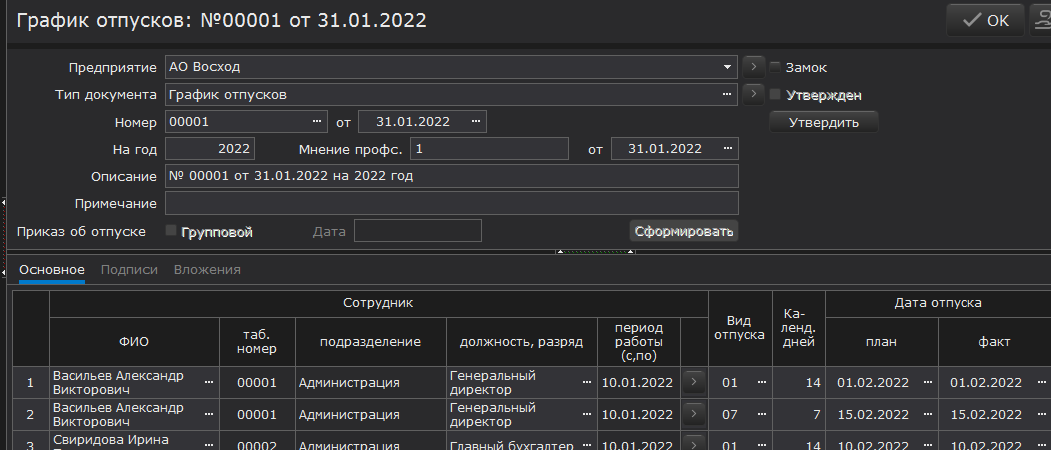 График отпусков: №00001 от 31.01.2022
OK
Предприятие АО Восход Замок
Тип документа График отпусков Утвержден
Номер 00001 от 31.01.2022 Утвердить
На год 2022 Мнение профс. 1 от 31.01.2022
Описание № 00001 от 31.01.2022 на 2022 год
Примечание
Приказ об отпуске Групповой Дата Сформировать
Основное Подписи Вложения
Сотрудник Вид отпуска Ка-ленд. дней Дата отпуска
ФИО таб. номер подразделение должность, разряд период работы (с,по) план факт
1 Васильев Александр Викторович 00001 Администрация Генеральный директор 10.01.2022 01 14 01.02.2022 01.02.2022
2 Васильев Александр Викторович 00001 Администрация Генеральный директор 10.01.2022 07 7 15.02.2022 15.02.2022
3 Свиридова Ирина 00002 Администрация Главный бухгалтер 10.01.2022 01 14 10.02.2022 10.02.2022